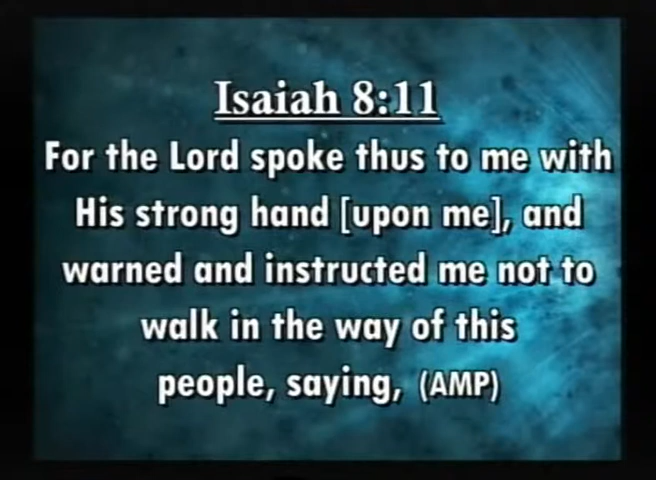 Isaiah 8:11
For the Lord spoke thus to me with
His strong hand [upon me], and
warned and instructed me not to
walk in the way of this
people, saying, (AMP)